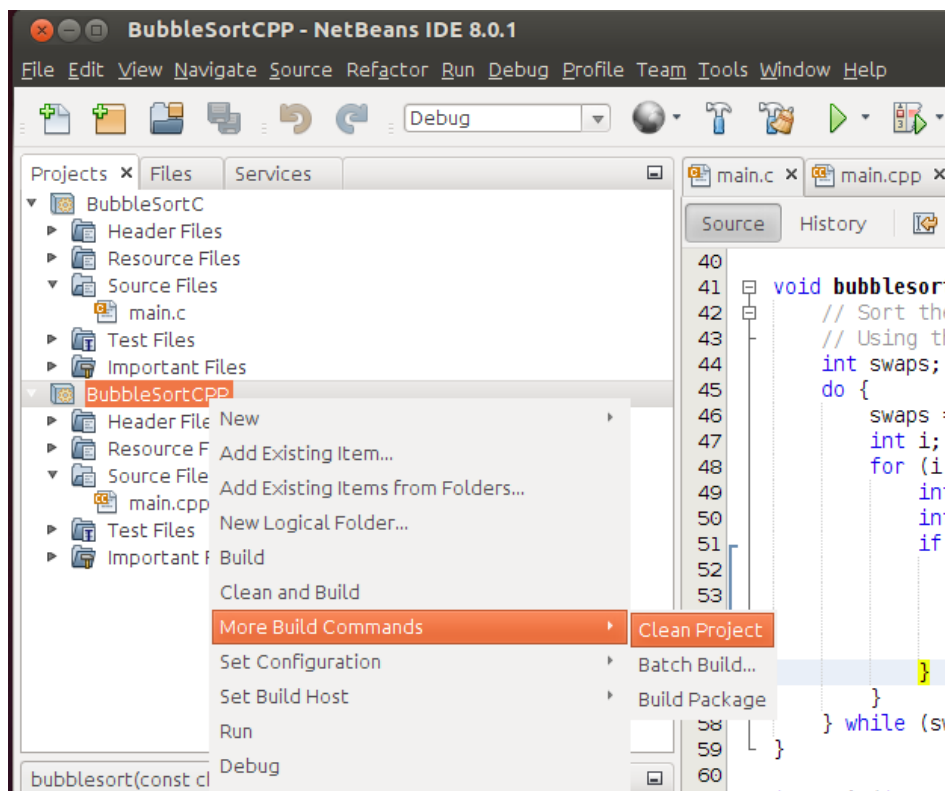 BubbleSortCPP - NetBeans IDE 8.0.1
File Edit View Navigate Source Refactor Run Debug Profile Team Tools Window Help
Debug
Projects Files Services
BubbleSortC
Header Files
Resource Files
Source Files
main.c
Test Files
Important Files
BubbleSortCPP
Header File
Resource F
Source File
main.cpp
Test Files
Important F
New
Add Existing Item...
Add Existing Items from Folders...
New Logical Folder...
Build
Clean and Build
More Build Commands
Set Configuration
Set Build Host
Run
Debug
Clean Project
Batch Build...
Build Package
bubblesort(const cl
main.c main.cpp
Source History
40
41 void bubblesort
42 // Sort the
43 // Using th
44 int swaps;
45 do {
46 swaps =
47 int i;
48 for (i
49 int
50 int
51 if
52
53
}
}
58 } while (sw
59 }
60